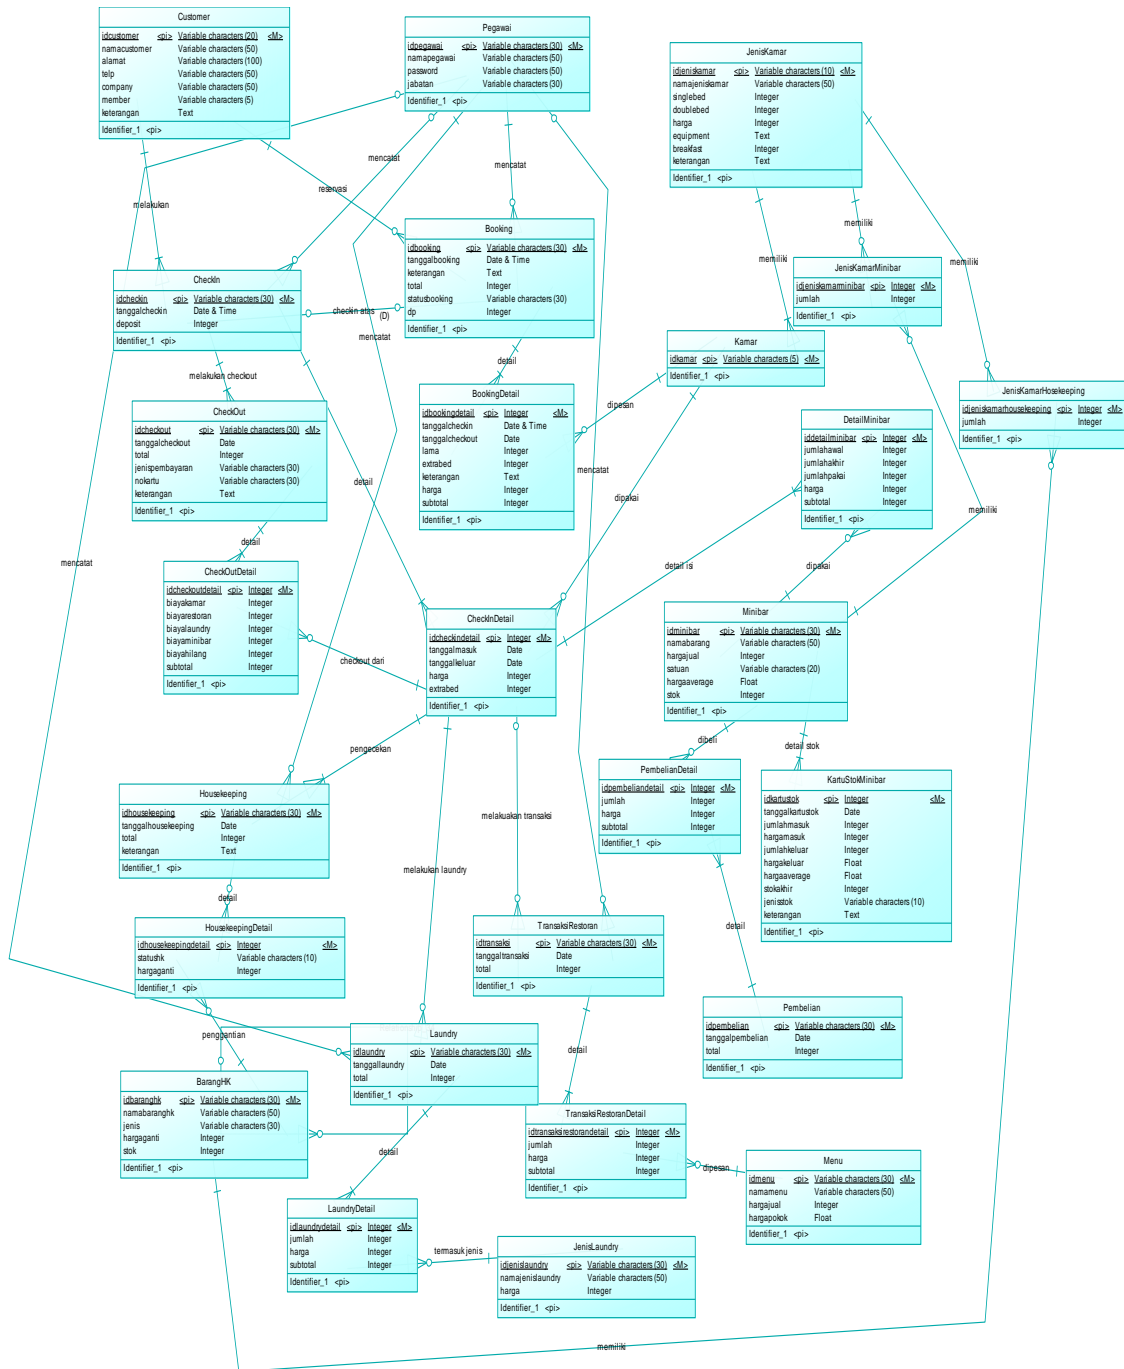 Customer
idcustomer <pi> Variable characters (20) <M>
namacustomer Variable characters (50)
alamat Variable characters (100)
telp Variable characters (50)
company Variable characters (50)
member Variable characters (5)
keterangan Text
Identifier_1 <pi>
Pegawai
idpegawai <pi> Variable characters (30) <M>
namapegawai Variable characters (50)
password Variable characters (50)
jabatan Variable characters (30)
Identifier_1 <pi>
JenisKamar
idjeniskamar <pi> Variable characters (10) <M>
namajeniskamar Variable characters (50)
singlebed Integer
doublebed Integer
harga Integer
equipment Text
breakfast Integer
keterangan Text
Identifier_1 <pi>
mencatat
mencatat
reservasi
melakukan
memiliki
memiliki
memiliki
Booking
idbooking <pi> Variable characters (30) <M>
tanggalbooking Date & Time
keterangan Text
total Integer
statusbooking Variable characters (30)
dp Integer
Identifier_1 <pi>
CheckIn
idcheckin <pi> Variable characters (30) <M>
tanggalcheckin Date & Time
deposit Integer
Identifier_1 <pi>
JenisKamarMinibar
idjeniskamarminibar <pi> Integer <M>
jumlah Integer
Identifier_1 <pi>
checkin atas
(D)
mencatat
detail
melakukan checkout
Kamar
idkamar <pi> Variable characters (5) <M>
Identifier_1 <pi>
JenisKamarHosekeeping
idjeniskamarhousekeeping <pi> Integer <M>
jumlah Integer
Identifier_1 <pi>
BookingDetail
idbookingdetail <pi> Integer <M>
tanggalcheckin Date & Time
tanggalcheckout Date
lama Integer
extrabed Integer
keterangan Text
harga Integer
subtotal Integer
Identifier_1 <pi>
dipesan
CheckOut
idcheckout <pi> Variable characters (30) <M>
tanggalcheckout Date
total Integer
jenispembayaran Variable characters (30)
nokartu Variable characters (30)
keterangan Text
Identifier_1 <pi>
DetailMinibar
iddetailminibar <pi> Integer <M>
jumlahawal Integer
jumlahakhir Integer
jumlahpakai Integer
harga Integer
subtotal Integer
Identifier_1 <pi>
mencatat
detail
dipakai
memiliki
detail
mencatat
detail isi
dipakai
CheckOutDetail
idcheckoutdetail <pi> Integer <M>
biayakamar Integer
biayarestoran Integer
biayalaundry Integer
biayaminibar Integer
biayahilang Integer
subtotal Integer
Identifier_1 <pi>
CheckInDetail
idcheckindetail <pi> Integer <M>
tanggalmasuk Date
tanggalkeluar Date
harga Integer
extrabed Integer
Identifier_1 <pi>
Minibar
idminibar <pi> Variable characters (30) <M>
namabarang Variable characters (50)
hargajual Integer
satuan Variable characters (20)
hargaaverage Float
stok Integer
Identifier_1 <pi>
checkout dari
pengecekan
dibeli
detail stok
PembelianDetail
idpembeliandetail <pi> Integer <M>
jumlah Integer
harga Integer
subtotal Integer
Identifier_1 <pi>
KartuStokMinibar
idkartustok <pi> Integer <M>
tanggalkartustok Date
jumlahmasuk Integer
hargamasuk Integer
jumlahkeluar Integer
hargakeluar Float
hargaaverage Float
stokakhir Integer
jenisstok Variable characters (10)
keterangan Text
Identifier_1 <pi>
Housekeeping
idhousekeeping <pi> Variable characters (30) <M>
tanggalhousekeeping Date
total Integer
keterangan Text
Identifier_1 <pi>
melakuakan transaksi
melakukan laundry
detail
detail
HousekeepingDetail
idhousekeepingdetail <pi> Integer <M>
statushk Variable characters (10)
hargaganti Integer
Identifier_1 <pi>
TransaksiRestoran
idtransaksi <pi> Variable characters (30) <M>
tanggaltransaksi Date
total Integer
Identifier_1 <pi>
Pembelian
idpembelian <pi> Variable characters (30) <M>
tanggalpembelian Date
total Integer
Identifier_1 <pi>
penggantian
detail
Laundry
idlaundry <pi> Variable characters (30) <M>
tanggallaundry Date
total Integer
Identifier_1 <pi>
BarangHK
idbaranghk <pi> Variable characters (30) <M>
namabaranghk Variable characters (50)
jenis Variable characters (30)
hargaganti Integer
stok Integer
Identifier_1 <pi>
TransaksiRestoranDetail
idtransaksirestorandetail <pi> Integer <M>
jumlah Integer
harga Integer
subtotal Integer
Identifier_1 <pi>
detail
dipesan
Menu
idmenu <pi> Variable characters (30) <M>
namamenu Variable characters (50)
hargajual Integer
hargapokok Float
Identifier_1 <pi>
LaundryDetail
idlaundrydetail <pi> Integer <M>
jumlah Integer
harga Integer
subtotal Integer
Identifier_1 <pi>
termasuk jenis
JenisLaundry
idjenislaundry <pi> Variable characters (30) <M>
namajenislaundry Variable characters (50)
harga Integer
Identifier_1 <pi>
memiliki